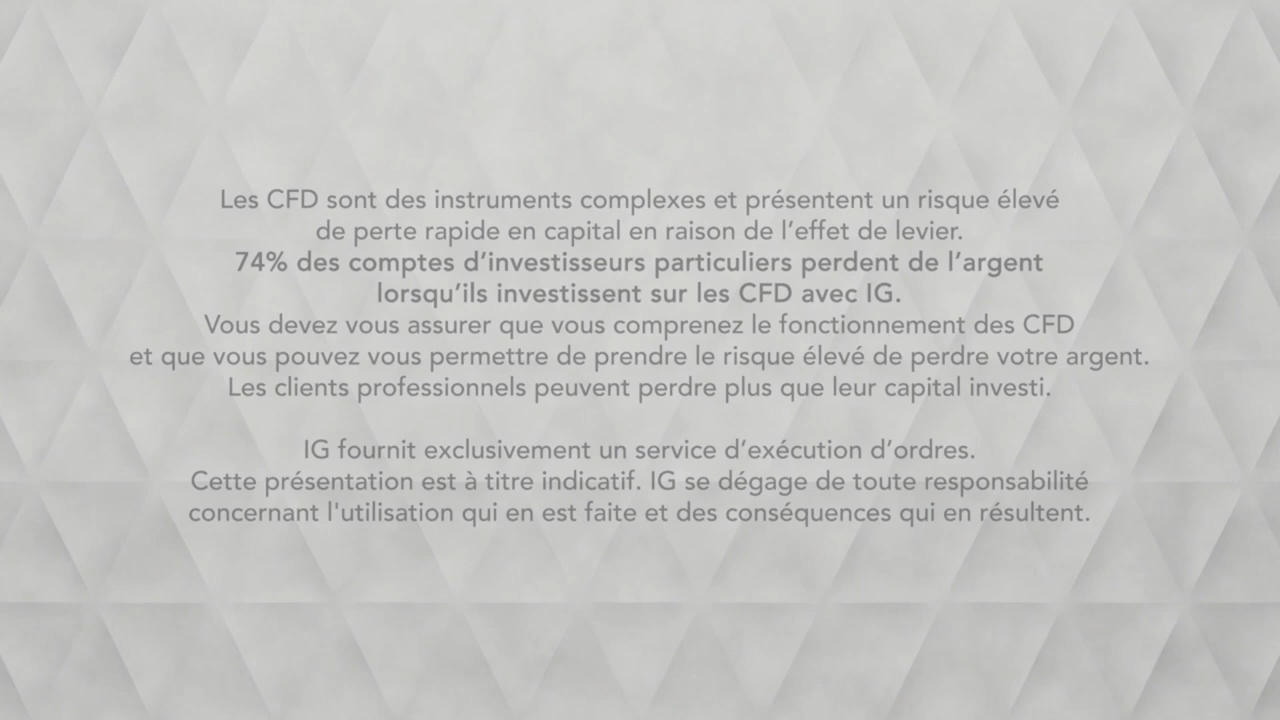 Les CFD sont des instruments complexes et présentent un risque élevé
de perte rapide en capital en raison de l’effet de levier.
74% des comptes d’investisseurs particuliers perdent de l’argent
lorsqu’ils investissent sur les CFD avec IG.
Vous devez vous assurer que vous comprenez le fonctionnement des CFD
et que vous pouvez vous permettre de prendre le risque élevé de perdre votre argent.
Les clients professionnels peuvent perdre plus que leur capital investi.
IG fournit exclusivement un service d’exécution d’ordres.
Cette présentation est à titre indicatif. IG se dégage de toute responsabilité
concernant l'utilisation qui en est faite et des conséquences qui en résultent.